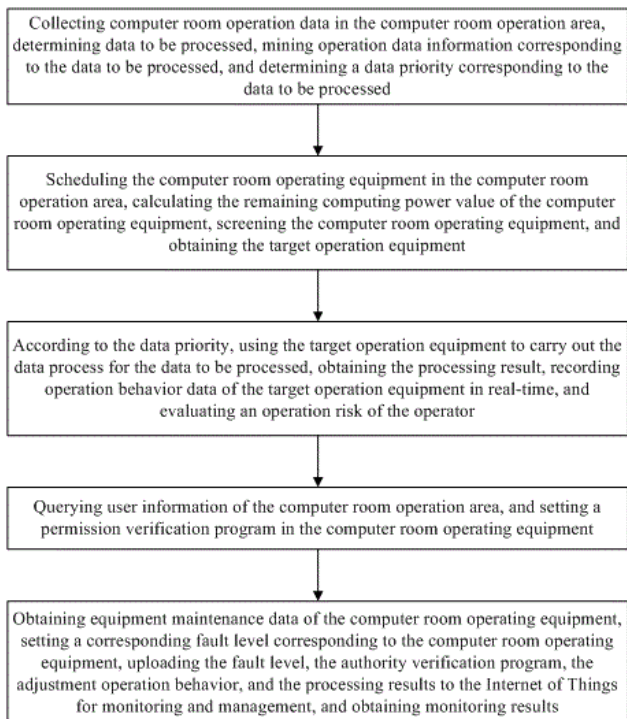 Collecting computer room operation data in the computer room operation area,
determining data to be processed, mining operation data information corresponding
to the data to be processed, and determining a data priority corresponding to the
data to be processed
Scheduling the computer room operating equipment in the computer room
operation area, calculating the remaining computing power value of the computer
room operating equipment, screening the computer room operating equipment, and
obtaining the target operation equipment
According to the data priority, using the target operation equipment to carry out the
data process for the data to be processed, obtaining the processing result, recording
operation behavior data of the target operation equipment in real-time, and
evaluating an operation risk of the operator
Querying user information of the computer room operation area, and setting a
permission verification program in the computer room operating equipment
Obtaining equipment maintenance data of the computer room operating equipment,
setting a corresponding fault level corresponding to the computer room operating
equipment, uploading the fault level, the authority verification program, the
adjustment operation behavior, and the processing results to the Internet of Things
for monitoring and management, and obtaining monitoring results